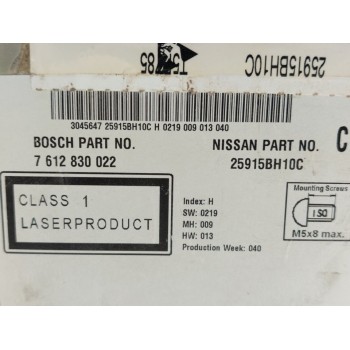 25915BH10C
3045647 25915BH10C H 0219 009 013 040
BOSCH PART NO.
7 612 830 022
NISSAN PART NO.
25915BH10C
C
CLASS 1
LASERPRODUCT
Index: H
SW: 0219
MH: 009
HW: 013
Production Week: 040
Mounting Screws
ISO
M5x8 max.